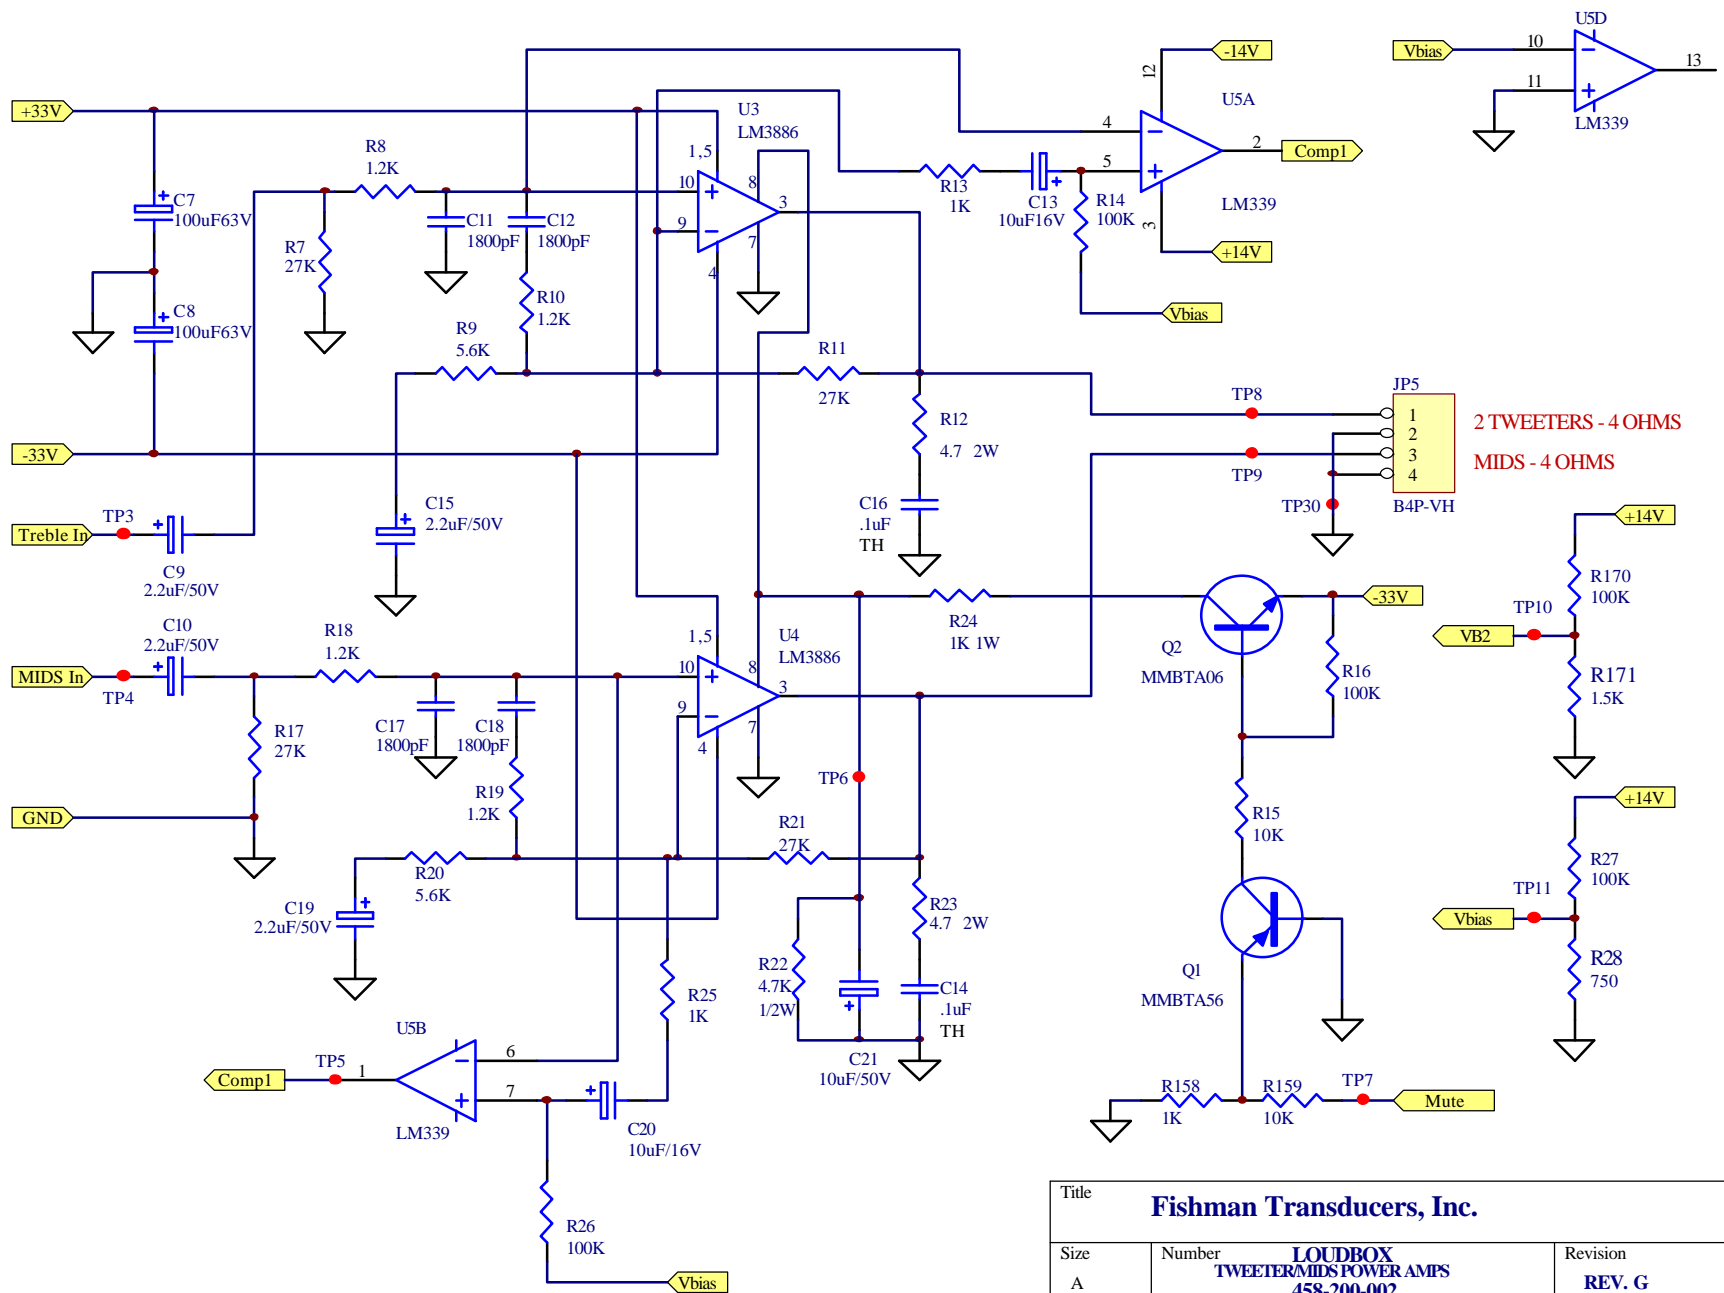 U5D
Vbias
10
11
13
LM339
-14V
12
U5A
4
5
2
Comp1
LM339
3
+14V
R13
1K
C13
10uF16V
R14
100K
Vbias
+33V
U3
LM3886
1,5
8
10
9
3
7
4
R8
1.2K
C7
100uF63V
R7
27K
C11
1800pF
C12
1800pF
C8
100uF63V
R10
1.2K
R9
5.6K
R11
27K
R12
4.7 2W
-33V
TP8
TP9
TP30
JP5
1
2
3
4
B4P-VH
2 TWEETERS - 4 OHMS
MIDS - 4 OHMS
Treble In
TP3
C9
2.2uF/50V
C15
2.2uF/50V
C16
.1uF
TH
+14V
R170
100K
TP10
VB2
R171
1.5K
C10
2.2uF/50V
MIDS In
TP4
R18
1.2K
U4
LM3886
1,5
8
10
9
3
7
4
R24
1K 1W
Q2
MMBTA06
-33V
R16
100K
R17
27K
C17
1800pF
C18
1800pF
GND
R19
1.2K
TP6
R21
27K
R15
10K
+14V
R27
100K
TP11
Vbias
R28
750
R20
5.6K
C19
2.2uF/50V
R23
4.7 2W
R22
4.7K
1/2W
C14
.1uF
TH
C21
10uF/50V
Q1
MMBTA56
R25
1K
U5B
TP5
Comp1
1
6
7
LM339
C20
10uF/16V
R158
1K
R159
10K
TP7
Mute
R26
100K
Vbias
Title
Fishman Transducers, Inc.
Size
A
Number
LOUDBOX
TWEETER/MIDS POWER AMPS
458-200-002
Revision
REV. G